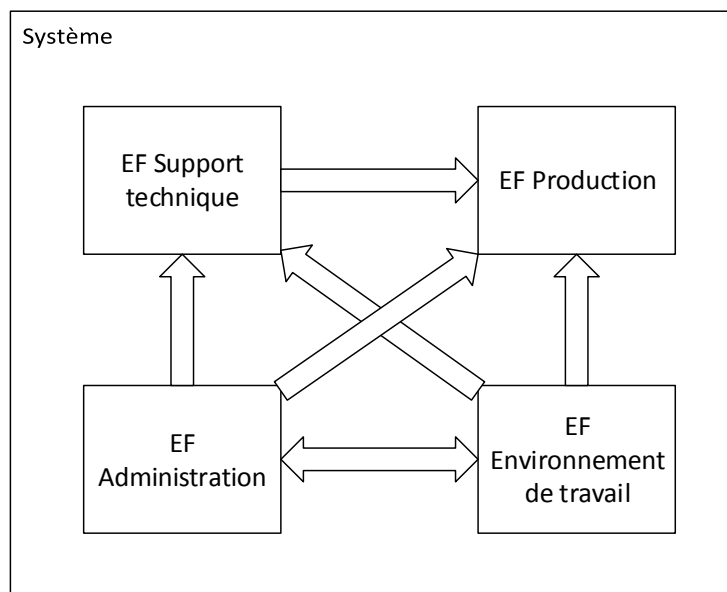 Système
EF Support
technique
EF Production
EF
Administration
EF
Environnement
de travail